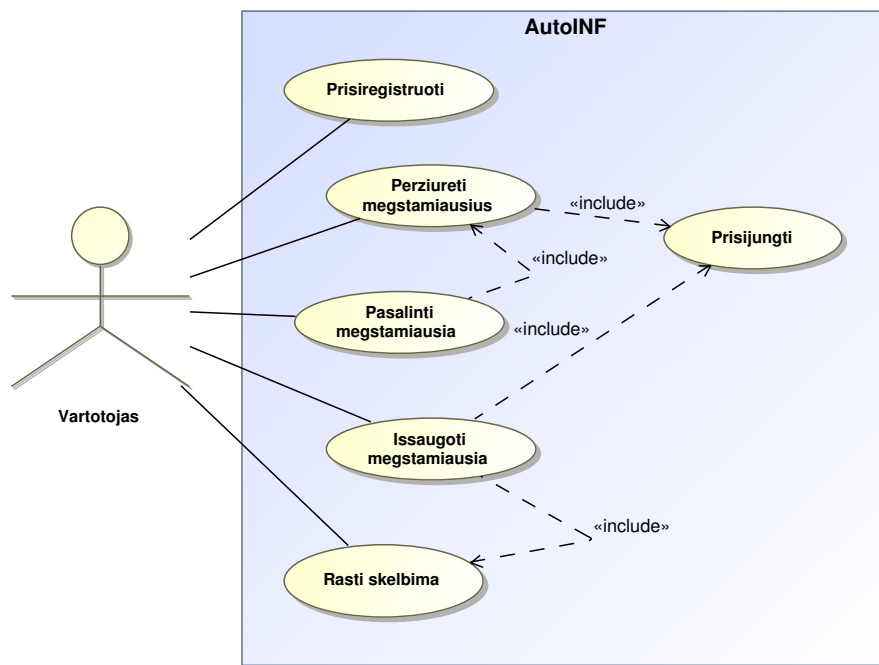 AutoINF
Prisiregistruoti
Perziureti
megstamiausius
«include»
Prisijungti
«include»
Pasalinti
megstamiausia
«include»
Vartotojas
Issaugoti
megstamiausia
«include»
Rasti skelbima